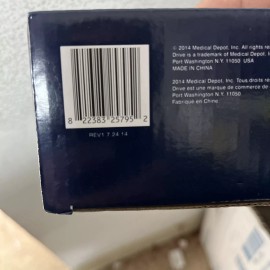 8 22383 25795 2
REV1 7.24.14
© 2014 Medical Depot, Inc. All rights re
Drive is a trademark of Medical Depot, In
Port Washington N.Y. 11050 USA
MADE IN CHINA
2014 Medical Depot, Inc. Tous droits re
Drive est une marque de commerce de
Port Washington N.Y. 11050
Fabriqué en Chine